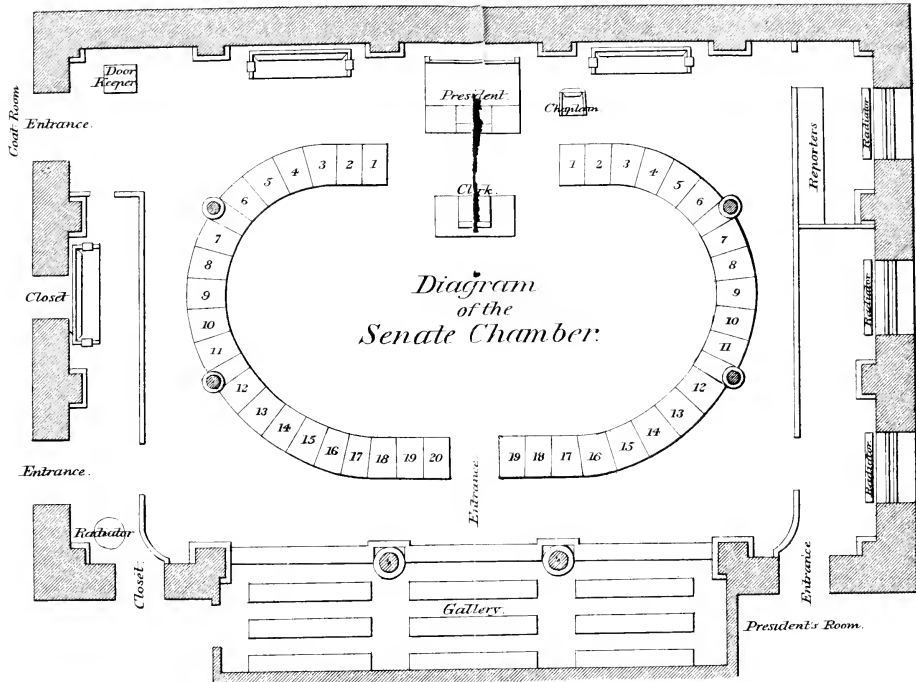 Door
Keeper.
President.
Chaplain
Coat Room
Entrance.
Radiator
Reporters
1 2 3 4 5 6 7 8 9 10 11 12 13 14 15 16 17 18 19 20
1 2 3 4 5 6 7 8 9 10 11 12 13 14 15 16 17 18 19
Clerk.
Closet
Radiator
Diagram
of the
Senate Chamber.
Entrance.
Entrance.
Radiator
Radiator
Closet.
Gallery.
Entrance
President's Room.